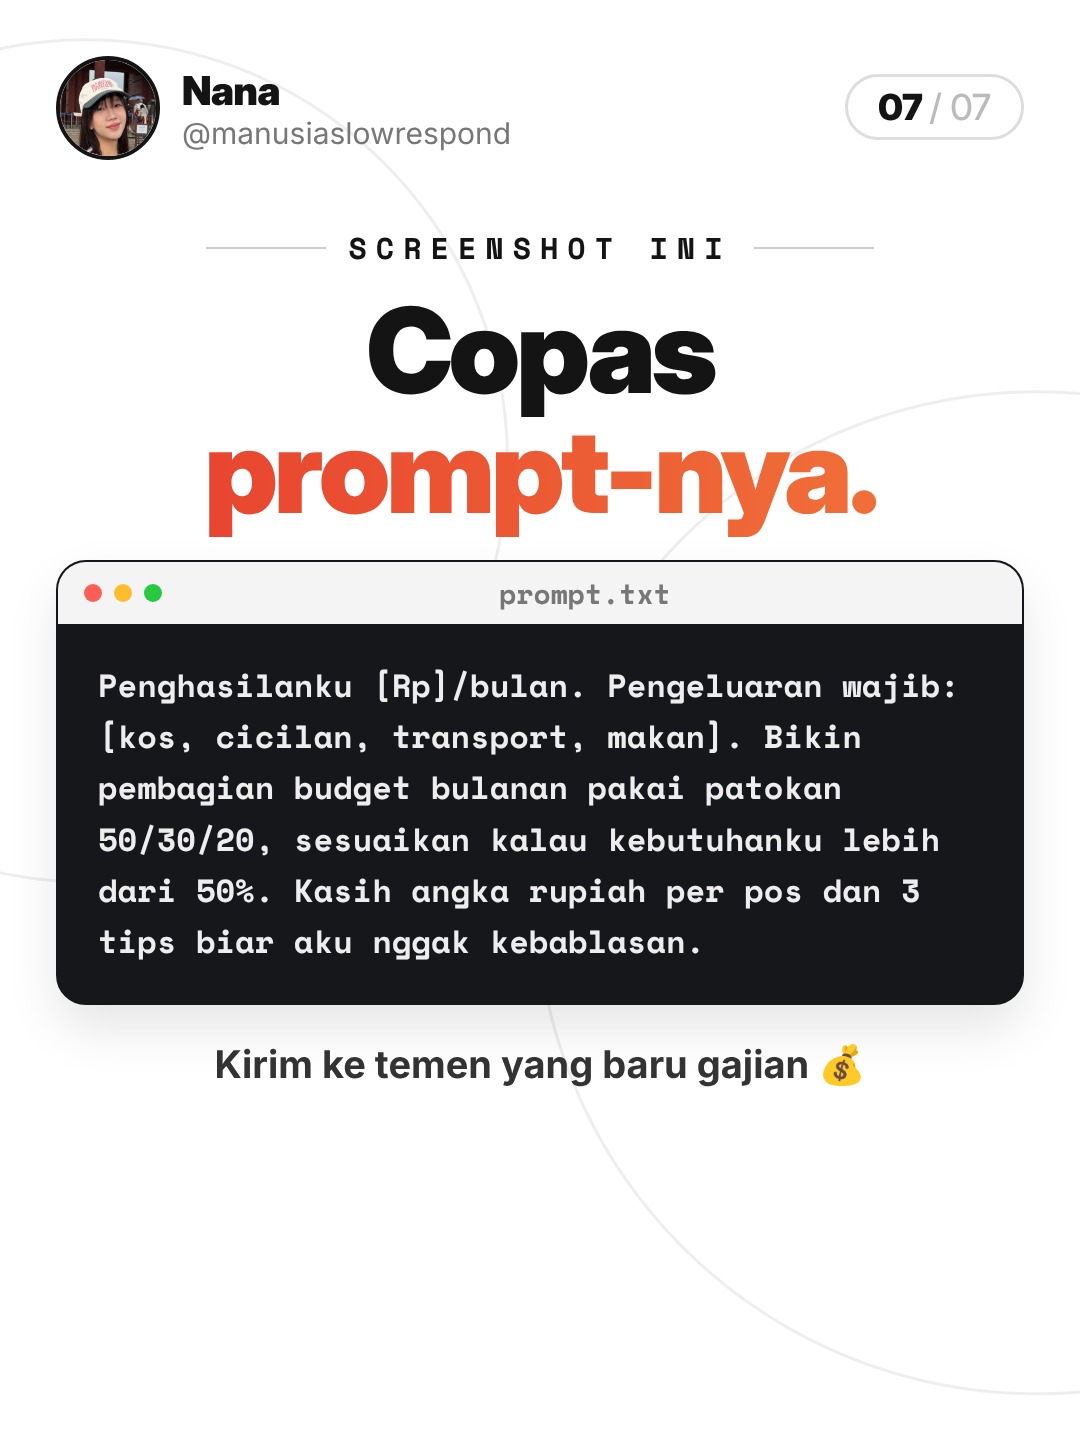 Nana
@manusiaslowrespond
07 / 07
SCREENSHOT INI
Copas
prompt-nya.
prompt.txt
Penghasilanku [Rp]/bulan. Pengeluaran wajib:
[kos, cicilan, transport, makan]. Bikin
pembagian budget bulanan pakai patokan
50/30/20, sesuaikan kalau kebutuhanku lebih
dari 50%. Kasih angka rupiah per pos dan 3
tips biar aku nggak kebablasan.
Kirim ke temen yang baru gajian 💰